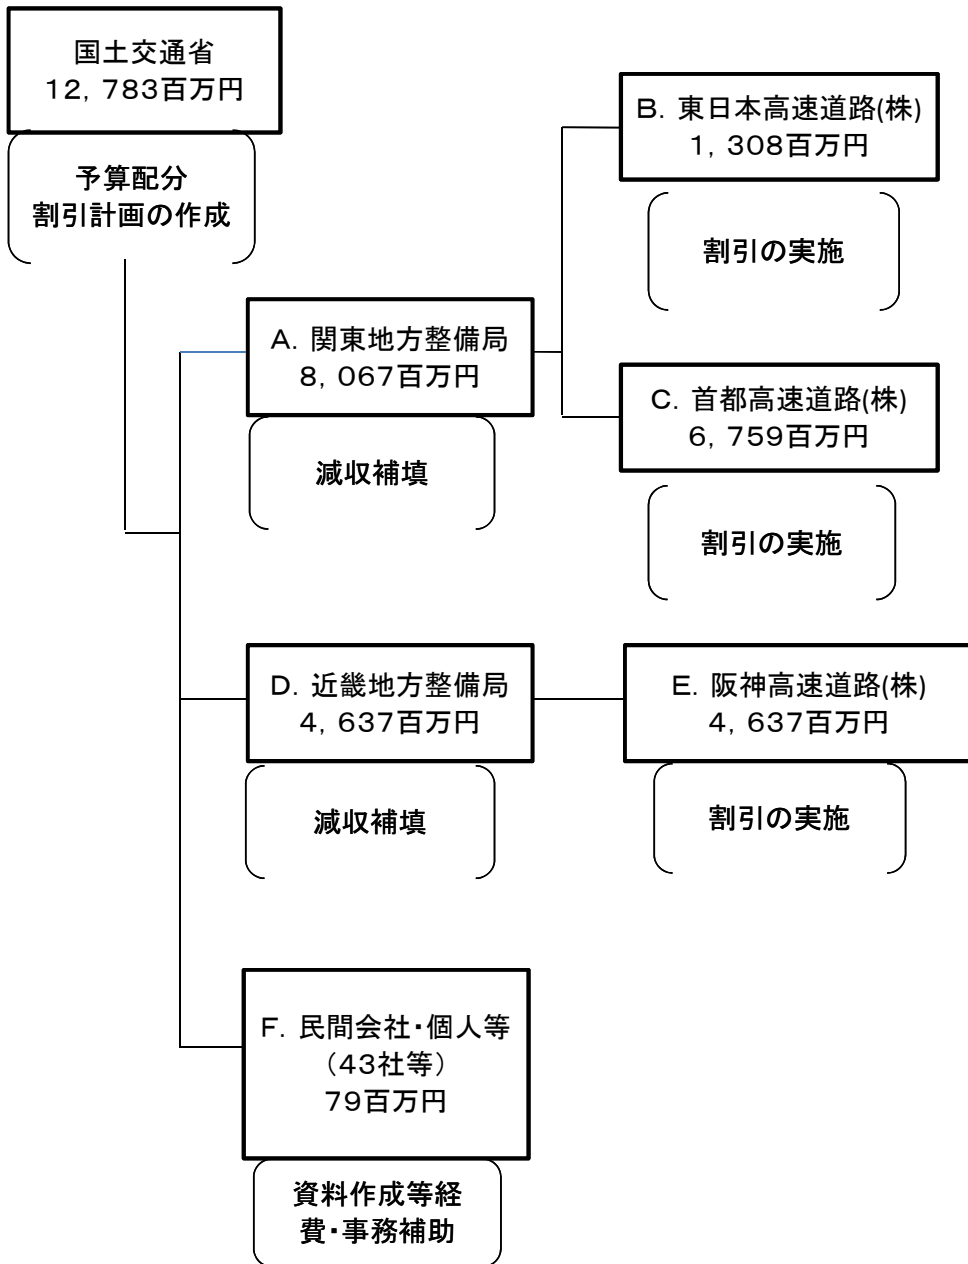 国土交通省
12,783百万円
予算配分
割引計画の作成
B. 東日本高速道路(株)
1,308百万円
割引の実施
A. 関東地方整備局
8,067百万円
減収補填
C. 首都高速道路(株)
6,759百万円
割引の実施
D. 近畿地方整備局
4,637百万円
減収補填
E. 阪神高速道路(株)
4,637百万円
割引の実施
F. 民間会社・個人等
(43社等)
79百万円
資料作成等経
費・事務補助